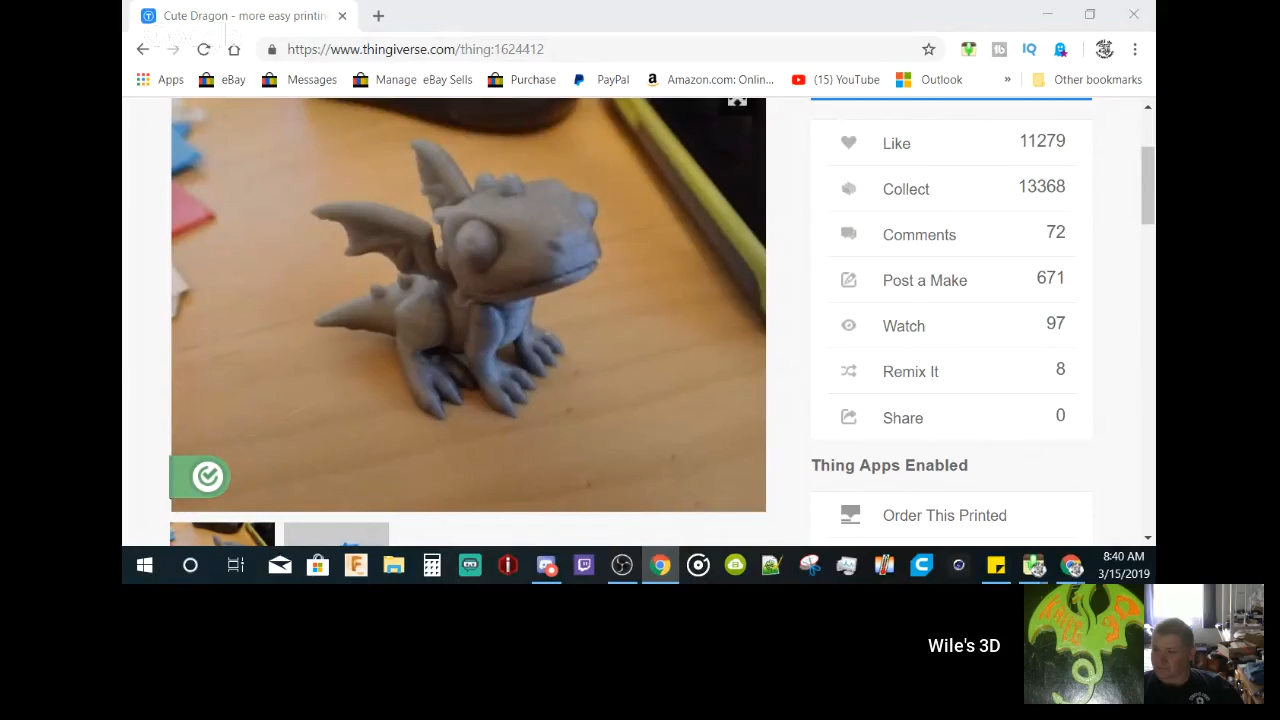 Cute Dragon - more easy printin
https://www.thingiverse.com/thing:1624412
Apps eBay Messages Manage eBay Sells Purchase PayPal Amazon.com: Onlin... (15) YouTube Outlook » Other bookmarks
Like 11279
Collect 13368
Comments 72
Post a Make 671
Watch 97
Remix It 8
Share 0
Thing Apps Enabled
Order This Printed
8:40 AM
3/15/2019
Wile's 3D